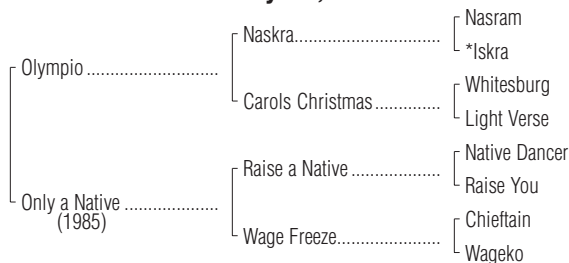 Nasram
Naskra
*Iskra
Olympio
Whitesburg
Carols Christmas
Light Verse
Native Dancer
Raise a Native
Raise You
Only a Native
(1985)
Chieftain
Wage Freeze
Wageko